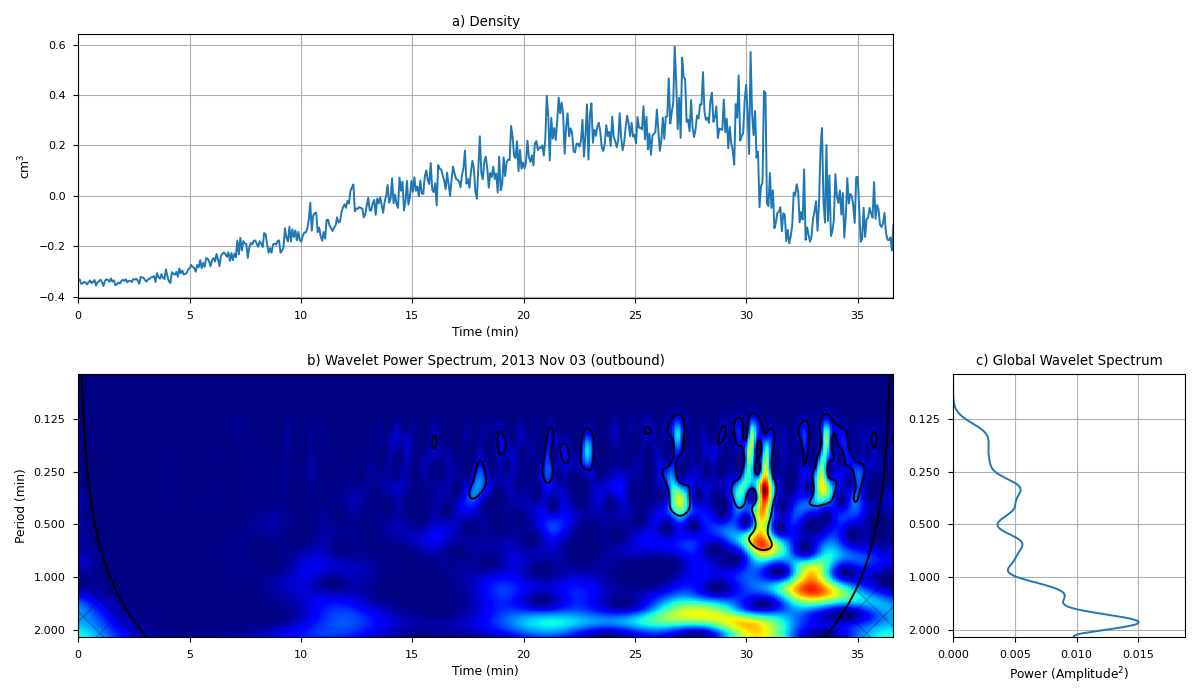 a) Density
0.6
0.4
0.2
0.0
−0.2
−0.4
cm³
0 5 10 15 20 25 30 35
Time (min)
b) Wavelet Power Spectrum, 2013 Nov 03 (outbound)
0.125
0.250
0.500
1.000
2.000
Period (min)
0 5 10 15 20 25 30 35
Time (min)
c) Global Wavelet Spectrum
0.125
0.250
0.500
1.000
2.000
0.000 0.005 0.010 0.015
Power (Amplitude²)